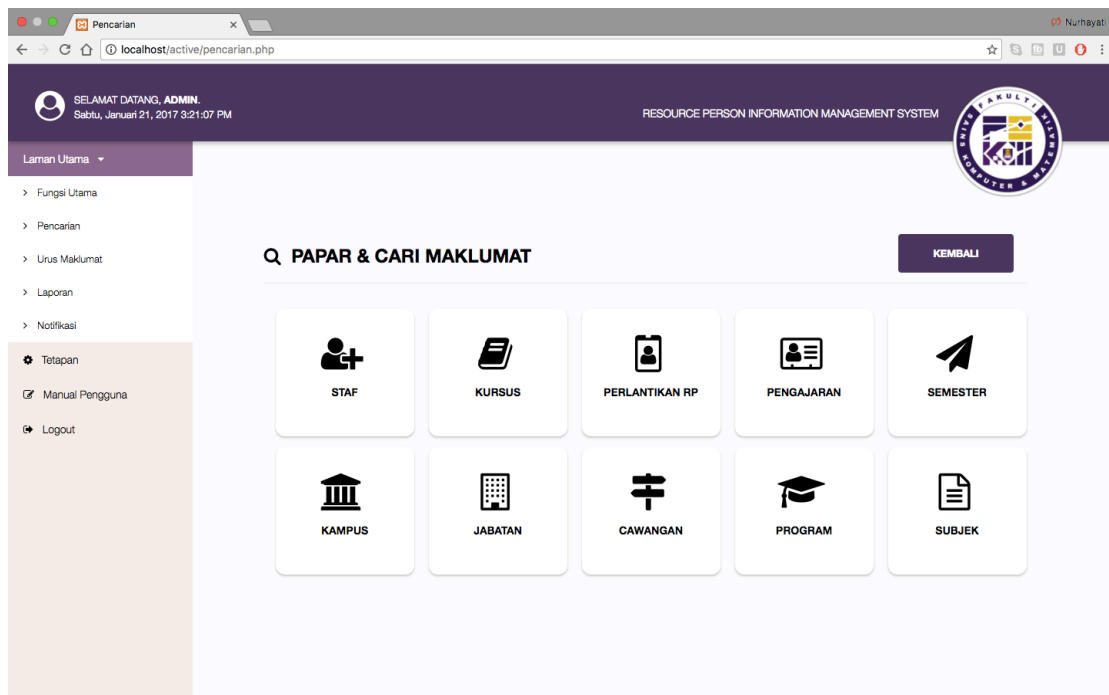 Pencarian
Nurhayati
localhost/active/pencarian.php
SELAMAT DATANG, ADMIN.
Sabtu, Januari 21, 2017 3:21:07 PM
RESOURCE PERSON INFORMATION MANAGEMENT SYSTEM
FAKULTI
SAINS KOMPUTER & MATEMATIK
Laman Utama
Fungsi Utama
Pencarian
Urus Maklumat
Laporan
Notifikasi
Tetapan
Manual Pengguna
Logout
PAPAR & CARI MAKLUMAT
KEMBALI
STAF
KURSUS
PERLANTIKAN RP
PENGAJARAN
SEMESTER
KAMPUS
JABATAN
CAWANGAN
PROGRAM
SUBJEK